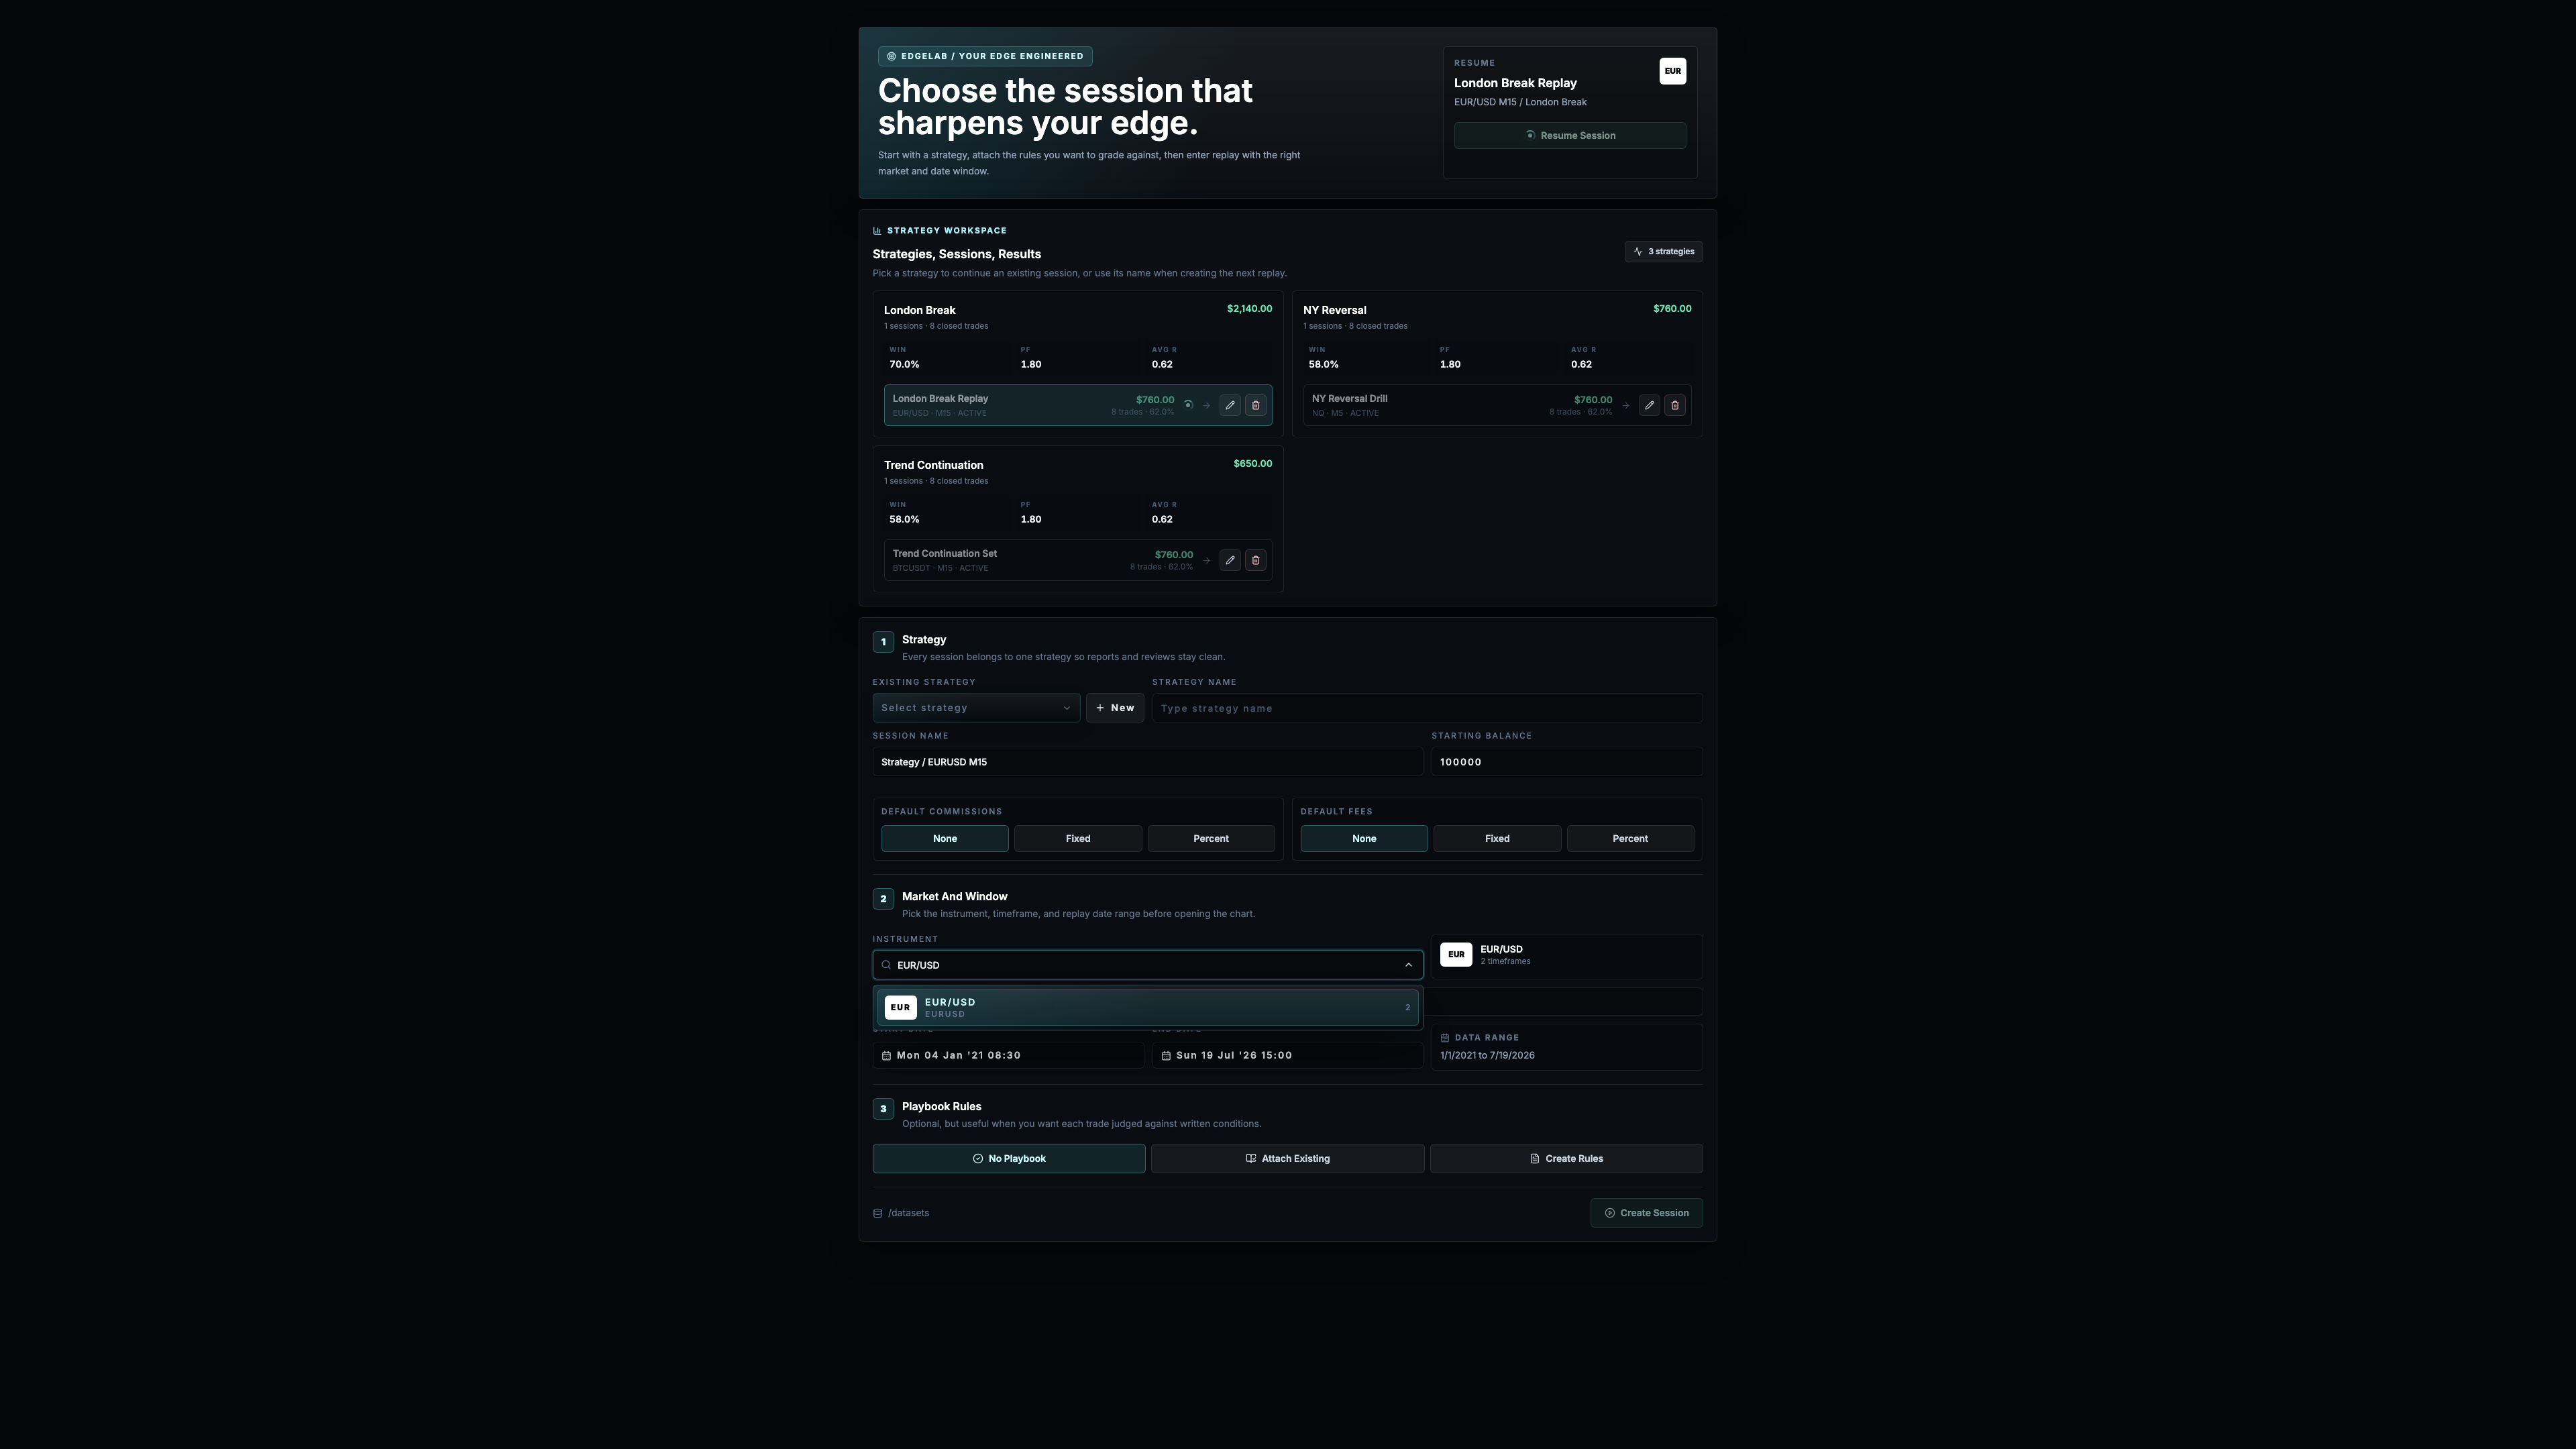 EDGELAB / YOUR EDGE ENGINEERED
Choose the session that
sharpens your edge.
Start with a strategy, attach the rules you want to grade against, then enter replay with the right
market and date window.
RESUME
London Break Replay
EUR/USD M15 / London Break
EUR
Resume Session
STRATEGY WORKSPACE
Strategies, Sessions, Results
Pick a strategy to continue an existing session, or use its name when creating the next replay.
3 strategies
London Break
$2,140.00
1 sessions · 8 closed trades
WIN
70.0%
PF
1.80
AVG R
0.62
London Break Replay
EUR/USD · M15 · ACTIVE
$760.00
8 trades · 62.0%
NY Reversal
$760.00
1 sessions · 8 closed trades
WIN
58.0%
PF
1.80
AVG R
0.62
NY Reversal Drill
NQ · M5 · ACTIVE
$760.00
8 trades · 62.0%
Trend Continuation
$650.00
1 sessions · 8 closed trades
WIN
58.0%
PF
1.80
AVG R
0.62
Trend Continuation Set
BTCUSDT · M15 · ACTIVE
$760.00
8 trades · 62.0%
1
Strategy
Every session belongs to one strategy so reports and reviews stay clean.
EXISTING STRATEGY
Select strategy
New
STRATEGY NAME
Type strategy name
SESSION NAME
Strategy / EURUSD M15
STARTING BALANCE
100000
DEFAULT COMMISSIONS
None
Fixed
Percent
DEFAULT FEES
None
Fixed
Percent
2
Market And Window
Pick the instrument, timeframe, and replay date range before opening the chart.
INSTRUMENT
EUR/USD
EUR
EUR/USD
2 timeframes
EUR
EUR/USD
EURUSD
2
Mon 04 Jan '21 08:30
Sun 19 Jul '26 15:00
DATA RANGE
1/1/2021 to 7/19/2026
3
Playbook Rules
Optional, but useful when you want each trade judged against written conditions.
No Playbook
Attach Existing
Create Rules
/datasets
Create Session